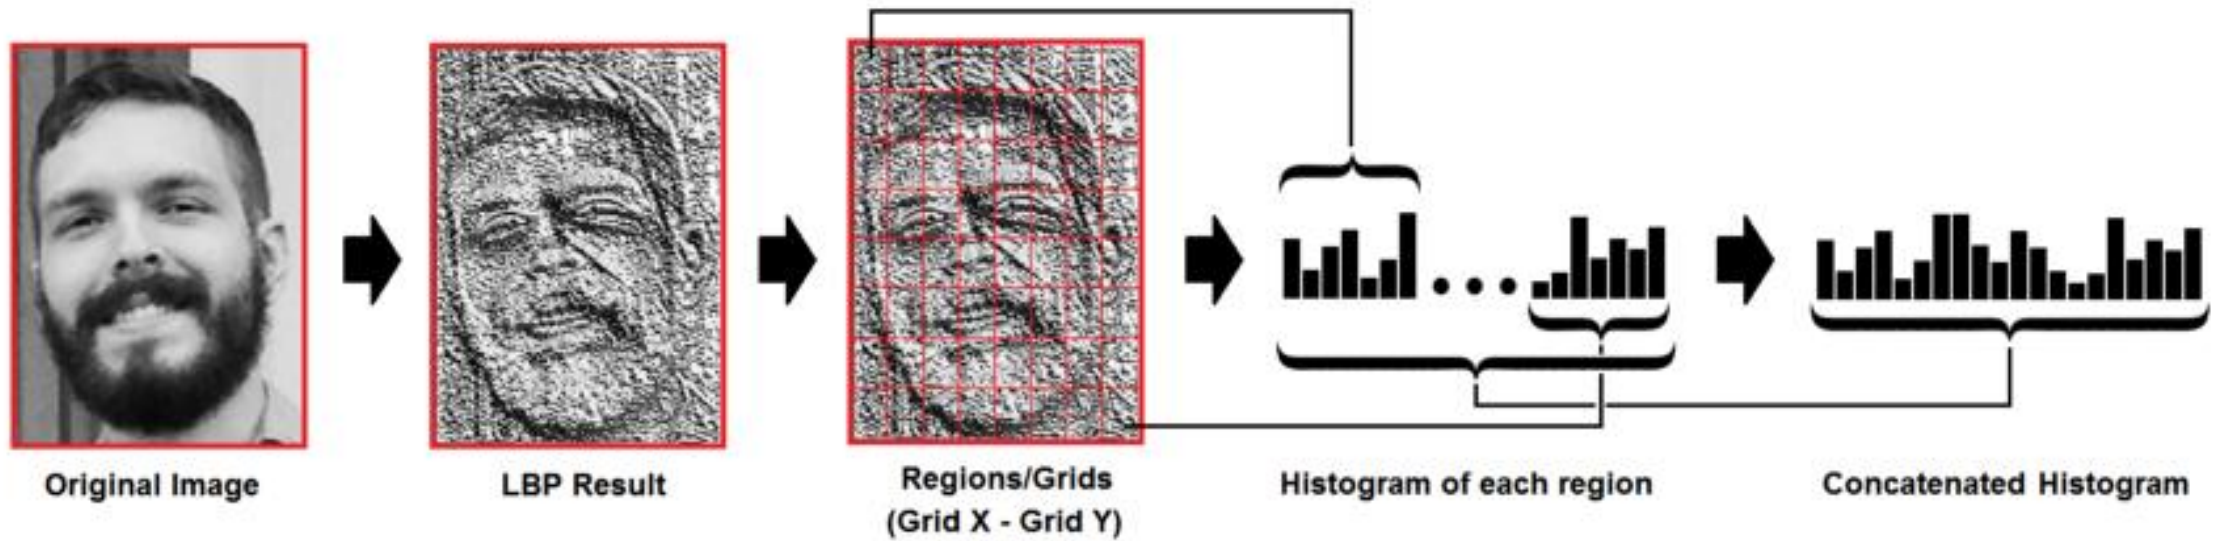 Original Image
LBP Result
Regions/Grids
(Grid X - Grid Y)
Histogram of each region
Concatenated Histogram